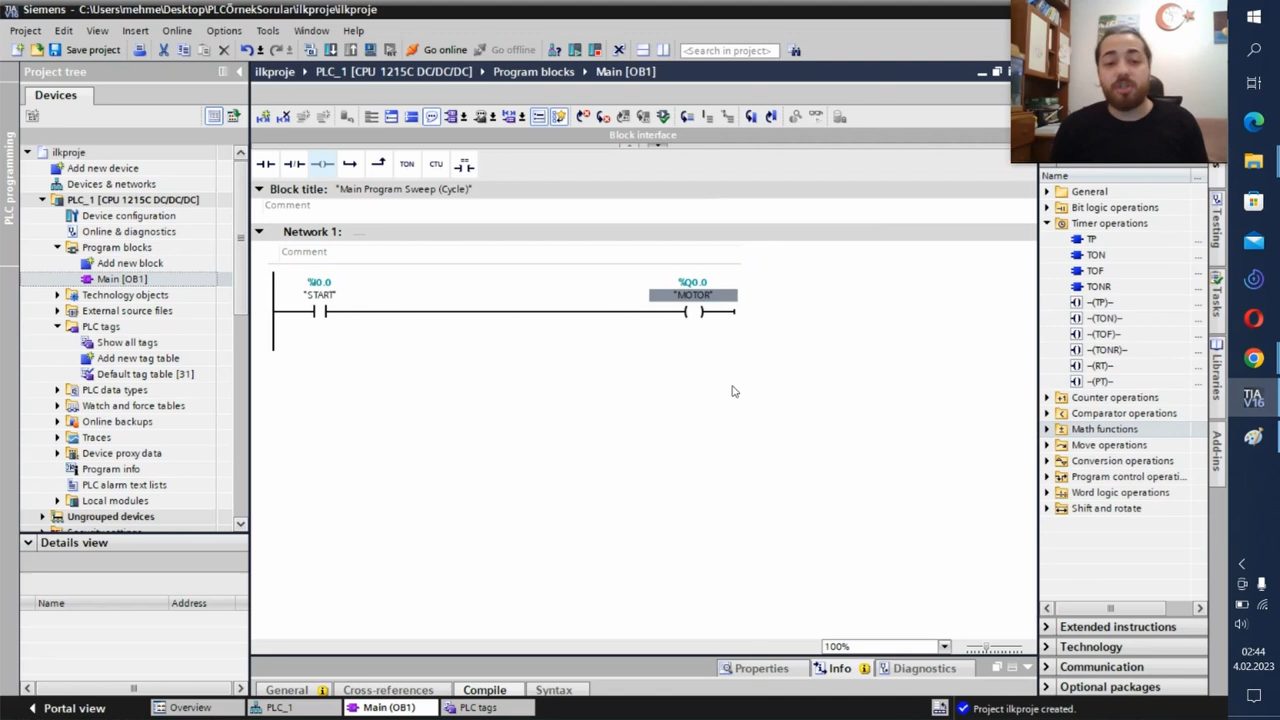 Siemens - C:\Users\mehme\Desktop\PLCÖrnekSorular\ilkproje\ilkproje
Project Edit View Insert Online Options Tools Window Help
Save project Go online Go offline <Search in project>
Project tree
ilkproje PLC_1 [CPU 1215C DC/DC/DC] Program blocks Main [OB1]
Devices
PLC programming
ilkproje
Add new device
Devices & networks
PLC_1 [CPU 1215C DC/DC/DC]
Device configuration
Online & diagnostics
Program blocks
Add new block
Main [OB1]
Technology objects
External source files
PLC tags
Show all tags
Add new tag table
Default tag table [31]
PLC data types
Watch and force tables
Online backups
Traces
Device proxy data
Program info
PLC alarm text lists
Local modules
Ungrouped devices
Details view
Name Address
Block interface
TON CTU
Block title: "Main Program Sweep (Cycle)"
Comment
Network 1:
Comment
%I0.0
"START"
%Q0.0
"MOTOR"
100%
Properties Info Diagnostics
General Cross-references Compile Syntax
Name ...
General
Bit logic operations
Timer operations
TP ...
TON ...
TOF ...
TONR ...
–(TP)– ...
–(TON)– ...
–(TOF)– ...
–(TONR)– ...
–(RT)– ...
–(PT)– ...
Counter operations
Comparator operations
Math functions
Move operations
Conversion operations
Program control operati...
Word logic operations
Shift and rotate
Extended instructions
Technology
Communication
Optional packages
Testing
Tasks
Libraries
Add-ins
TIA
V16
02:44
4.02.2023
Portal view Overview PLC_1 Main (OB1) PLC tags Project ilkproje created.